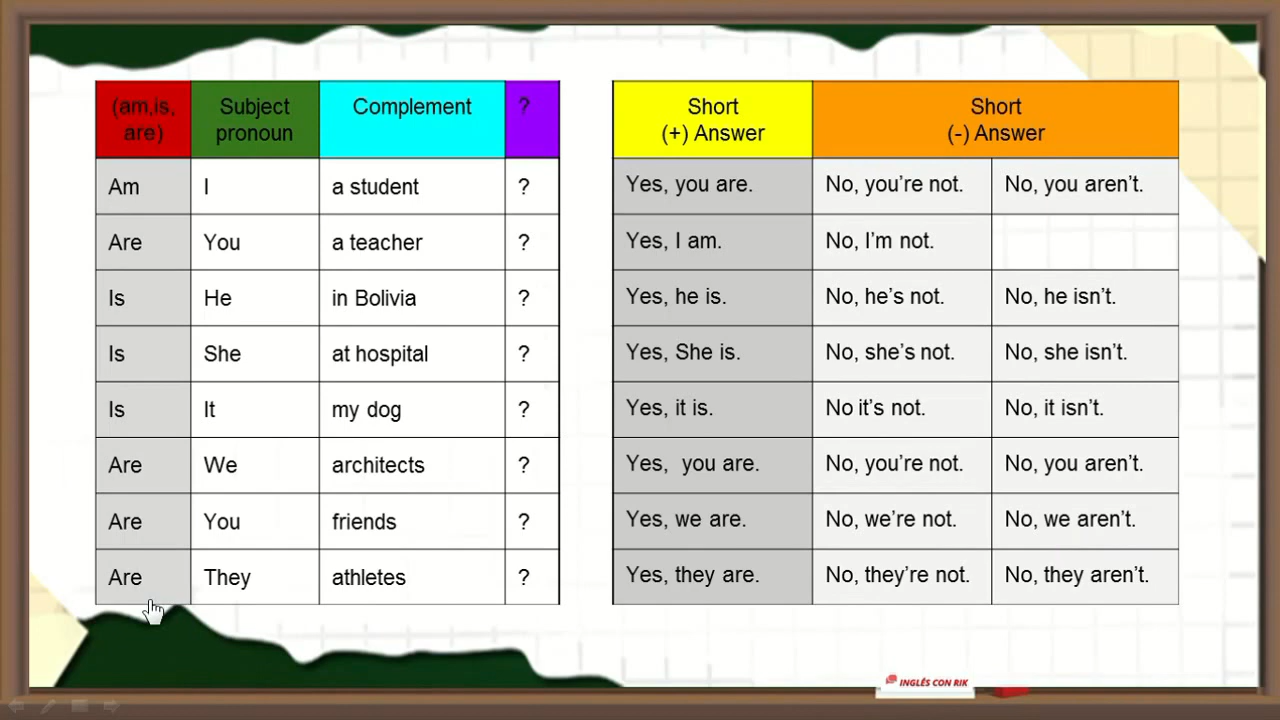 (am,is, are) Subject pronoun Complement ?
Am I a student ?
Are You a teacher ?
Is He in Bolivia ?
Is She at hospital ?
Is It my dog ?
Are We architects ?
Are You friends ?
Are They athletes ?
Short (+) Answer Short (-) Answer
Yes, you are. No, you’re not. No, you aren’t.
Yes, I am. No, I’m not.
Yes, he is. No, he’s not. No, he isn’t.
Yes, She is. No, she’s not. No, she isn’t.
Yes, it is. No it’s not. No, it isn’t.
Yes, you are. No, you’re not. No, you aren’t.
Yes, we are. No, we’re not. No, we aren’t.
Yes, they are. No, they’re not. No, they aren’t.
INGLÉS CON RIK